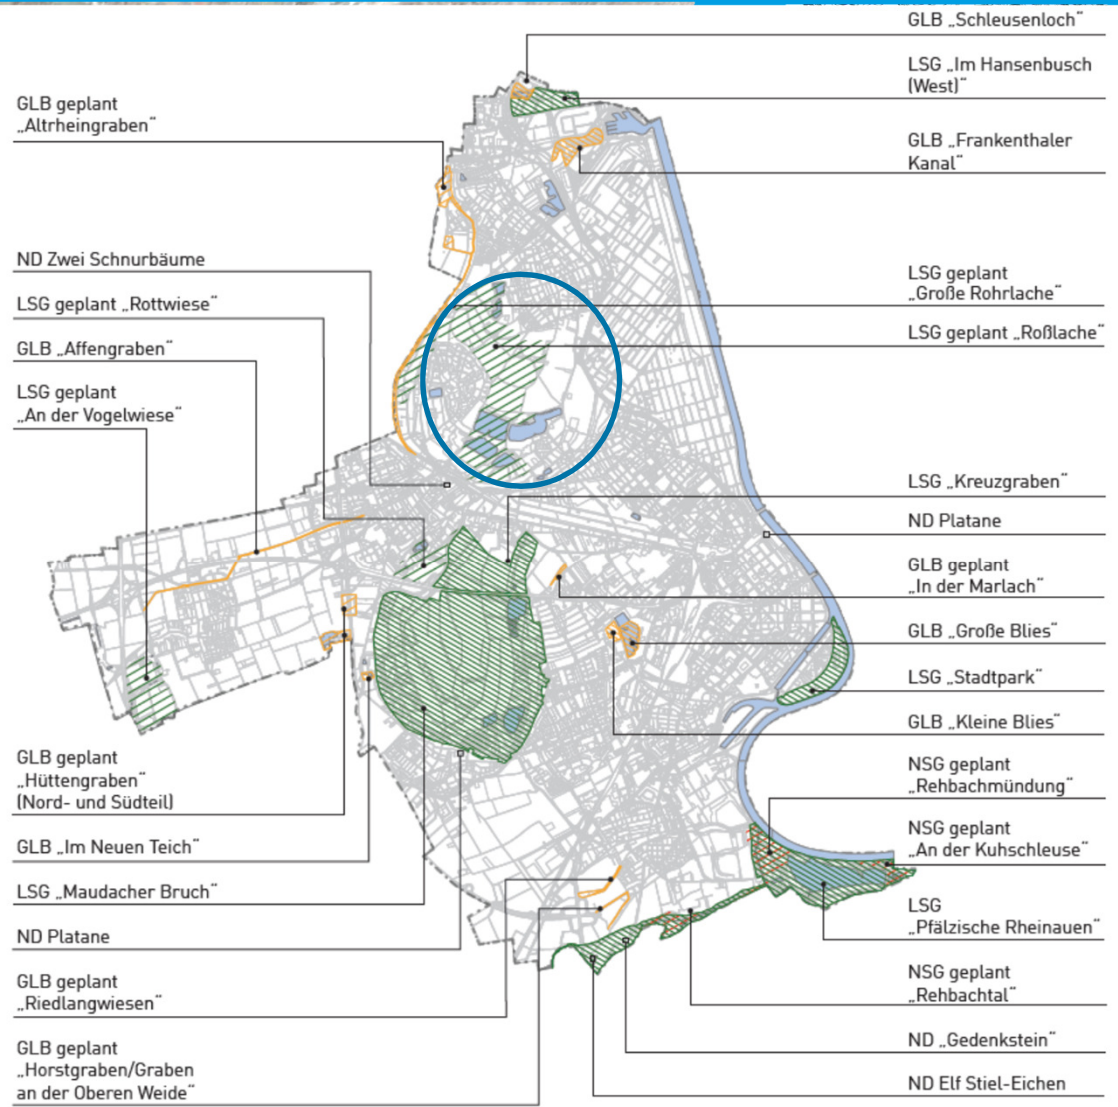 GLB geplant
„Altrheingraben“
ND Zwei Schnurbäume
LSG geplant „Rottwiese“
GLB „Affengraben“
LSG geplant
„An der Vogelwiese“
GLB geplant
„Hüttengraben“
(Nord- und Südteil)
GLB „Im Neuen Teich“
LSG „Maudacher Bruch“
ND Platane
GLB geplant
„Riedlangwiesen“
GLB geplant
„Horstgraben/Graben
an der Oberen Weide“
GLB „Schleusenloch“
LSG „Im Hansenbusch
(West)“
GLB „Frankenthaler
Kanal“
LSG geplant
„Große Rohrlache“
LSG geplant „Roßlache“
LSG „Kreuzgraben“
ND Platane
GLB geplant
„In der Marlach“
GLB „Große Blies“
LSG „Stadtpark“
GLB „Kleine Blies“
NSG geplant
„Rehbachmündung“
NSG geplant
„An der Kuhschleuse“
LSG
„Pfälzische Rheinauen“
NSG geplant
„Rehbachtal“
ND „Gedenkstein“
ND Elf Stiel-Eichen